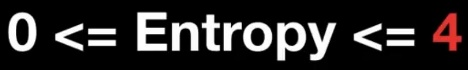 0 <= Entropy <= 4